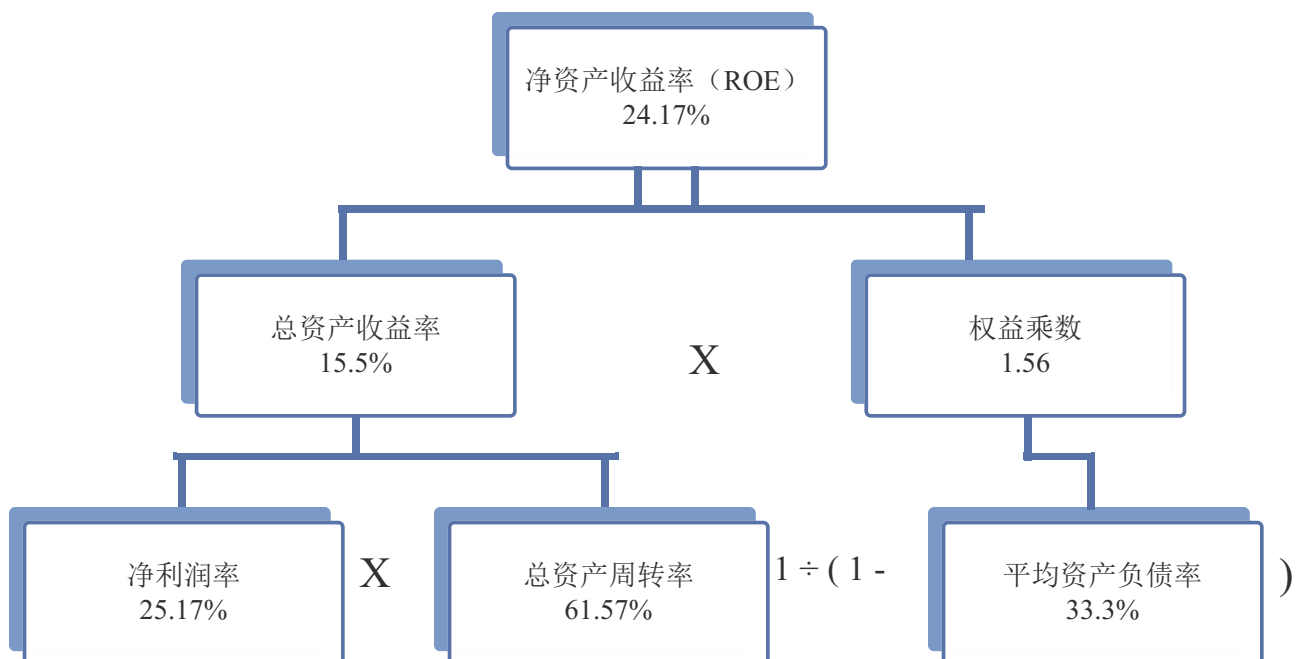 净资产收益率（ROE）
24.17%
总资产收益率
15.5%
X
权益乘数
1.56
净利润率
25.17%
X
总资产周转率
61.57%
1 ÷ ( 1 -
平均资产负债率
33.3%
)